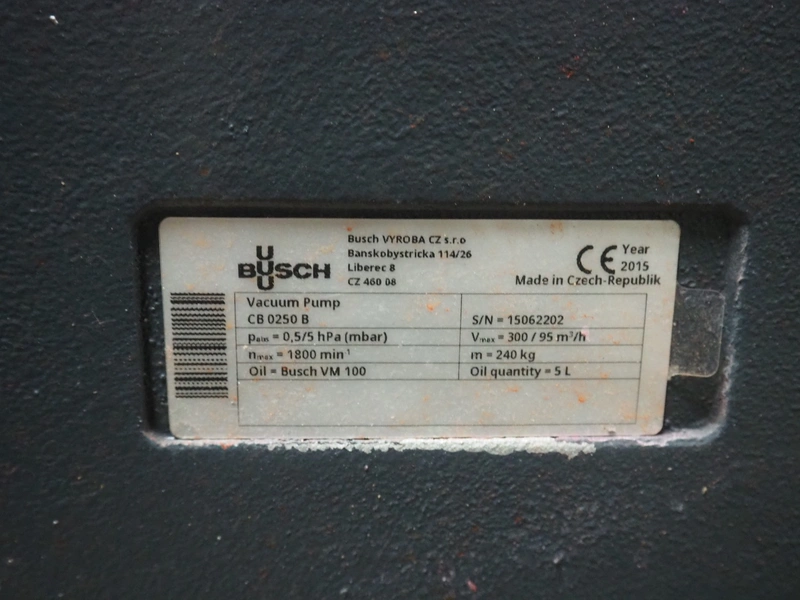 BUSCH
Busch VYROBA CZ s.r.o
Banskobystricka 114/26
Liberec 8
CZ 460 08
CE Year 2015
Made in Czech-Republik
Vacuum Pump
CB 0250 B
S/N = 15062202
pₘᵢₙ = 0,5/5 hPa (mbar)
Vₘₐₓ = 300 / 95 m³/h
nₘₐₓ = 1800 min⁻¹
m = 240 kg
Oil = Busch VM 100
Oil quantity = 5 L